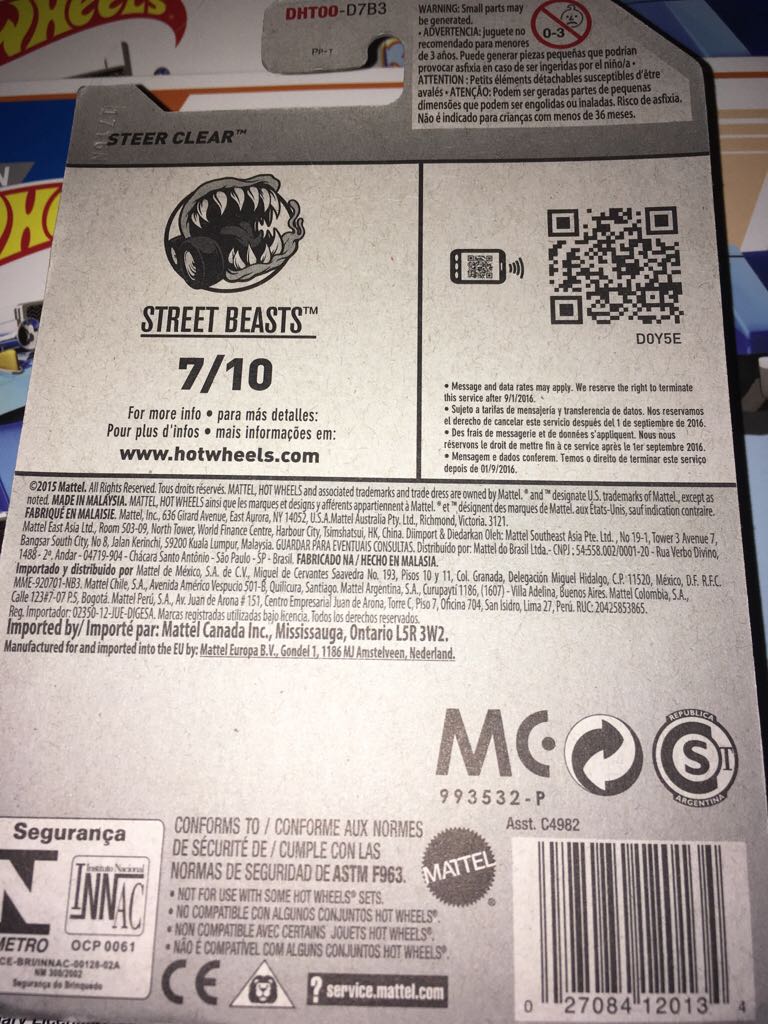 WHEELS
DHT00-D7B3
PP-T
WARNING: Small parts may
be generated.
0-3
• ADVERTENCIA: juguete no
recomendado para menores
de 3 años. Puede generar piezas pequeñas que podrían
provocar asfixia en caso de ser ingeridas por el niño/a •
ATTENTION : Petits éléments détachables susceptibles d'être
avalés • ATENÇÃO: Podem ser geradas partes de pequenas
dimensões que podem ser engolidas ou inaladas. Risco de asfixia.
Não é indicado para crianças com menos de 36 meses.
STEER CLEAR™
STREET BEASTS™
7/10
For more info • para más detalles:
Pour plus d'infos • mais informações em:
www.hotwheels.com
D0Y5E
• Message and data rates may apply. We reserve the right to terminate
this service after 9/1/2016.
• Sujeto a tarifas de mensajería y transferencia de datos. Nos reservamos
el derecho de cancelar este servicio después del 1 de septiembre de 2016.
• Des frais de messagerie et de données s'appliquent. Nous nous
réservons le droit de mettre fin à ce service après le 1er septembre 2016.
• Mensagem e dados conferem. Temos o direito de terminar este serviço
depois do 01/9/2016.
©2015 Mattel. All Rights Reserved. Tous droits réservés. MATTEL, HOT WHEELS and associated trademarks and trade dress are owned by Mattel. ® and ™ designate U.S. trademarks of Mattel, except as
noted. MADE IN MALAYSIA. MATTEL, HOT WHEELS ainsi que les marques et designs y afférents appartiennent à Mattel. ® et ™ désignent des marques de Mattel aux États-Unis, sauf indication contraire.
FABRIQUÉ EN MALAISIE. Mattel, Inc., 636 Girard Avenue, East Aurora, NY 14052, U.S.A. Mattel Australia Pty. Ltd., Richmond, Victoria. 3121.
Mattel East Asia Ltd., Room 503-09, North Tower, World Finance Centre, Harbour City, Tsimshatsui, HK, China. Diimport & Diedarkan Oleh: Mattel Southeast Asia Pte. Ltd., No 19-1, Tower 3 Avenue 7,
Bangsar South City, No 8, Jalan Kerinchi, 59200 Kuala Lumpur, Malaysia. GUARDAR PARA EVENTUAIS CONSULTAS. Distribuido por: Mattel do Brasil Ltda.- CNPJ : 54.558.002/0001-20 - Rua Verbo Divino,
1488 - 2º. Andar - 04719-904 - Chácara Santo Antônio - São Paulo - SP - Brasil. FABRICADO NA / HECHO EN MALASIA.
Importado y distribuido por Mattel de México, S.A. de C.V., Miguel de Cervantes Saavedra No. 193, Pisos 10 y 11, Col. Granada, Delegación Miguel Hidalgo, C.P. 11520, México, D.F. R.F.C.
MME-920701-NB3. Mattel Chile, S.A., Avenida Américo Vespucio 501-B, Quilicura, Santiago. Mattel Argentina, S.A., Curupaytí 1186, (1607) - Villa Adelina, Buenos Aires. Mattel Colombia, S.A.,
Calle 123#7-07 P.5, Bogotá. Mattel Perú, S.A., Av. Juan de Arona # 151, Centro Empresarial Juan de Arona, Torre C, Piso 7, Oficina 704, San Isidro, Lima 27, Perú. RUC: 20425853865.
Reg. Importador: 02350-12-JUE-DIGESA. Marcas registradas utilizadas bajo licencia. Todos los derechos reservados.
Imported by/ Importé par: Mattel Canada Inc., Mississauga, Ontario L5R 3W2.
Manufactured for and imported into the EU by: Mattel Europa B.V., Gondel 1, 1186 MJ Amstelveen, Nederland.
MC
993532-P
REPUBLICA
ST
ARGENTINA
Segurança
Instituto Nacional
INNAC
METRO
OCP 0061
CE-BRI/INNAC-00128-02A
NM 300/2002
Segurança do Brinquedo
CONFORMS TO / CONFORME AUX NORMES
DE SÉCURITÉ DE / CUMPLE CON LAS
NORMAS DE SEGURIDAD DE ASTM F963.
• NOT FOR USE WITH SOME HOT WHEELS® SETS.
• NO COMPATIBLE CON ALGUNOS CONJUNTOS HOT WHEELS®.
• NON COMPATIBLE AVEC CERTAINS JOUETS HOT WHEELS®.
• NÃO É COMPATÍVEL COM ALGUNS CONJUNTOS HOT WHEELS®.
MATTEL®
CE
? service.mattel.com
Asst. C4982
0 27084 12013 4